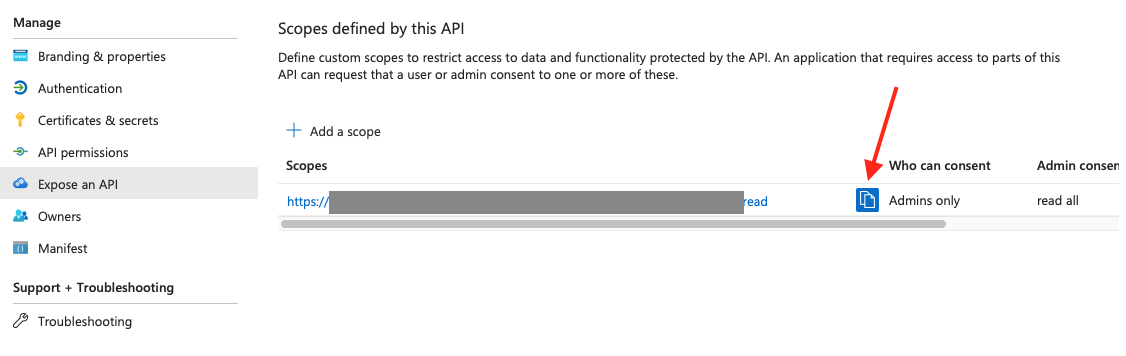 Manage
Branding & properties
Authentication
Certificates & secrets
API permissions
Expose an API
Owners
Manifest
Support + Troubleshooting
Troubleshooting
Scopes defined by this API
Define custom scopes to restrict access to data and functionality protected by the API. An application that requires access to parts of this
API can request that a user or admin consent to one or more of these.
Add a scope
Scopes Who can consent Admin consen
https:// read Admins only read all